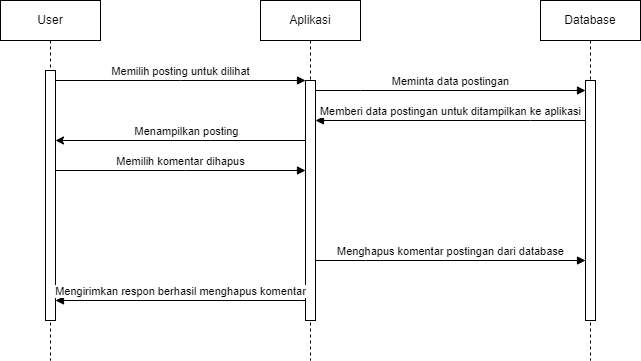 User
Aplikasi
Database
Memilih posting untuk dilihat
Meminta data postingan
Memberi data postingan untuk ditampilkan ke aplikasi
Menampilkan posting
Memilih komentar dihapus
Menghapus komentar postingan dari database
Mengirimkan respon berhasil menghapus komentar